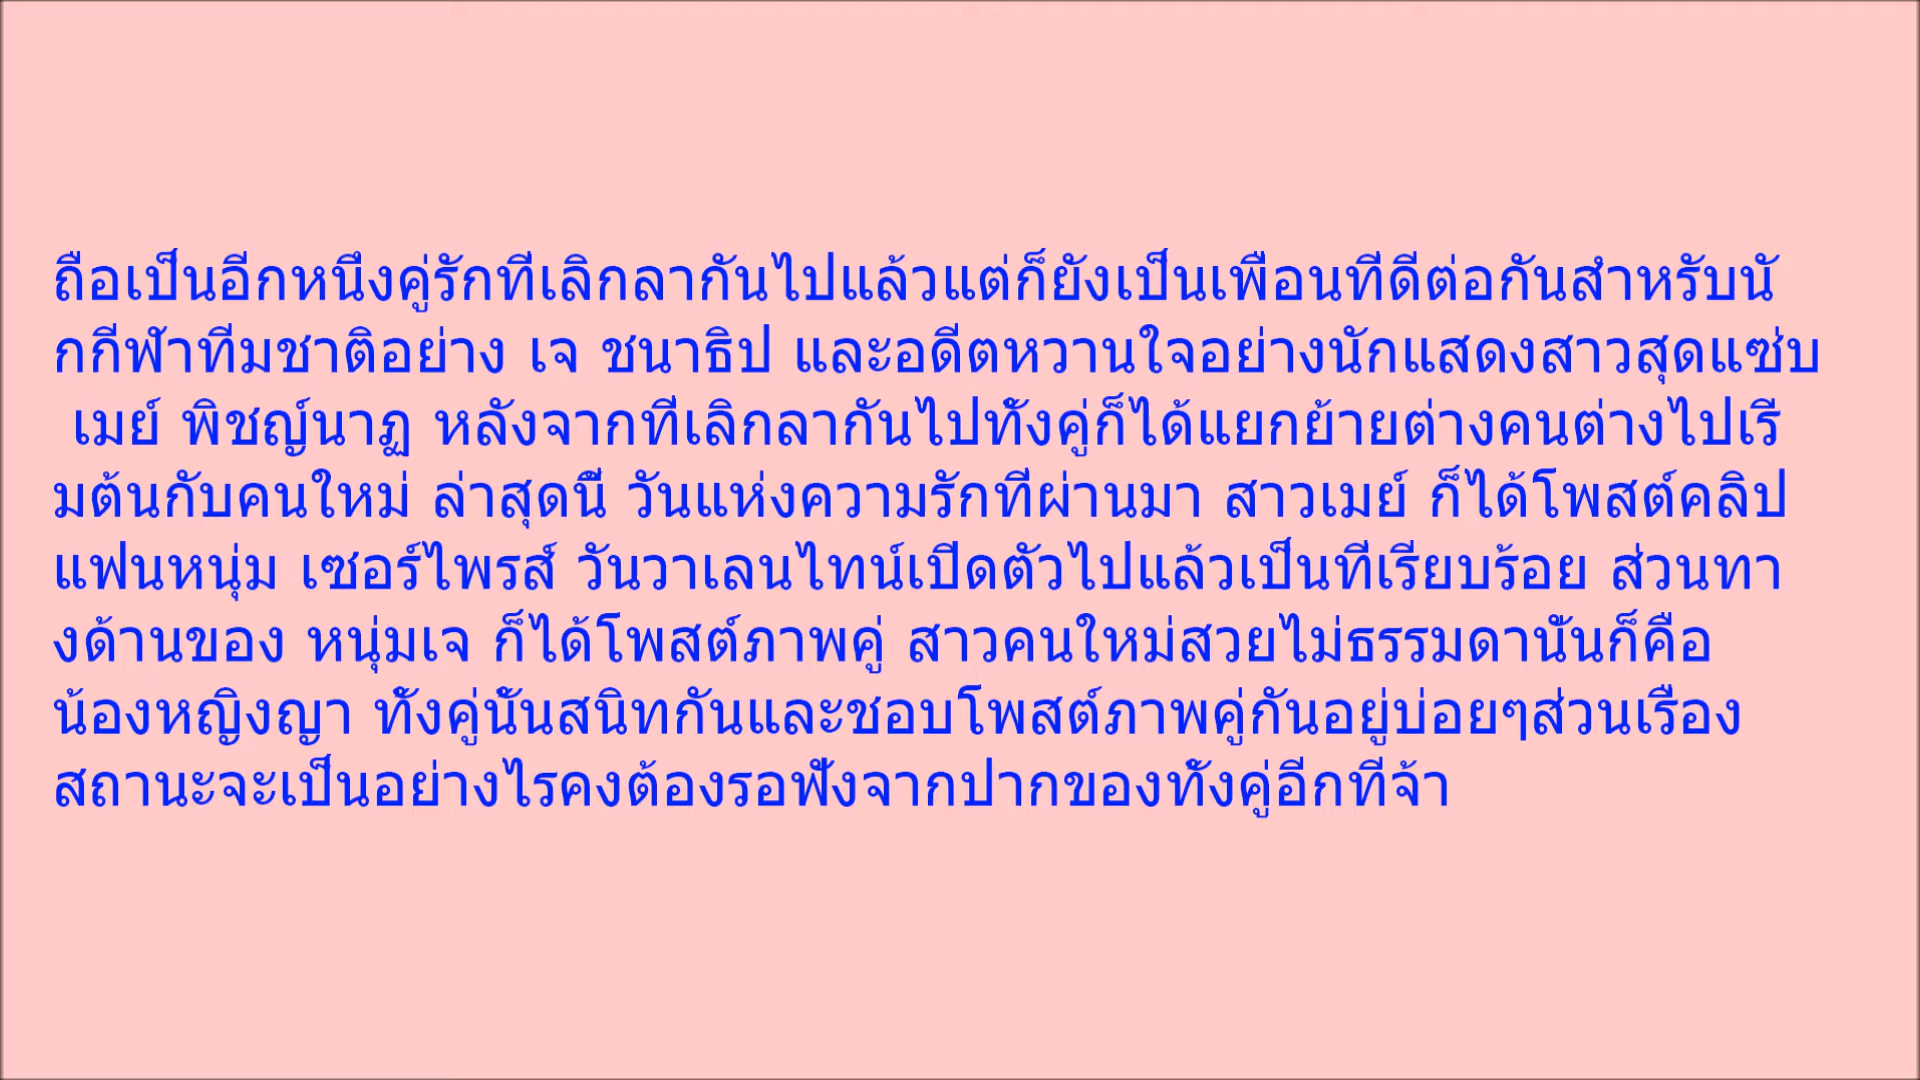 ถือเป็นอีกหนึ่งคู่รักที่เลิกลากันไปแล้วแต่ก็ยังเป็นเพื่อนที่ดีต่อกันสำหรับนั
กกีฬาทีมชาติอย่าง เจ ชนาธิป และอดีตหวานใจอย่างนักแสดงสาวสุดแซ่บ
เมย์ พิชญ์นาฏ หลังจากที่เลิกลากันไปทั้งคู่ก็ได้แยกย้ายต่างคนต่างไปเริ่
มต้นกับคนใหม่ ล่าสุดนี้ วันแห่งความรักที่ผ่านมา สาวเมย์ ก็ได้โพสต์คลิป
แฟนหนุ่ม เซอร์ไพรส์ วันวาเลนไทน์เปิดตัวไปแล้วเป็นที่เรียบร้อย ส่วนทา
งด้านของ หนุ่มเจ ก็ได้โพสต์ภาพคู่ สาวคนใหม่สวยไม่ธรรมดานั้นก็คือ
น้องหญิงญา ทั้งคู่นั้นสนิทกันและชอบโพสต์ภาพคู่กันอยู่บ่อยๆส่วนเรื่อง
สถานะจะเป็นอย่างไรคงต้องรอฟังจากปากของทั้งคู่อีกทีจ้า